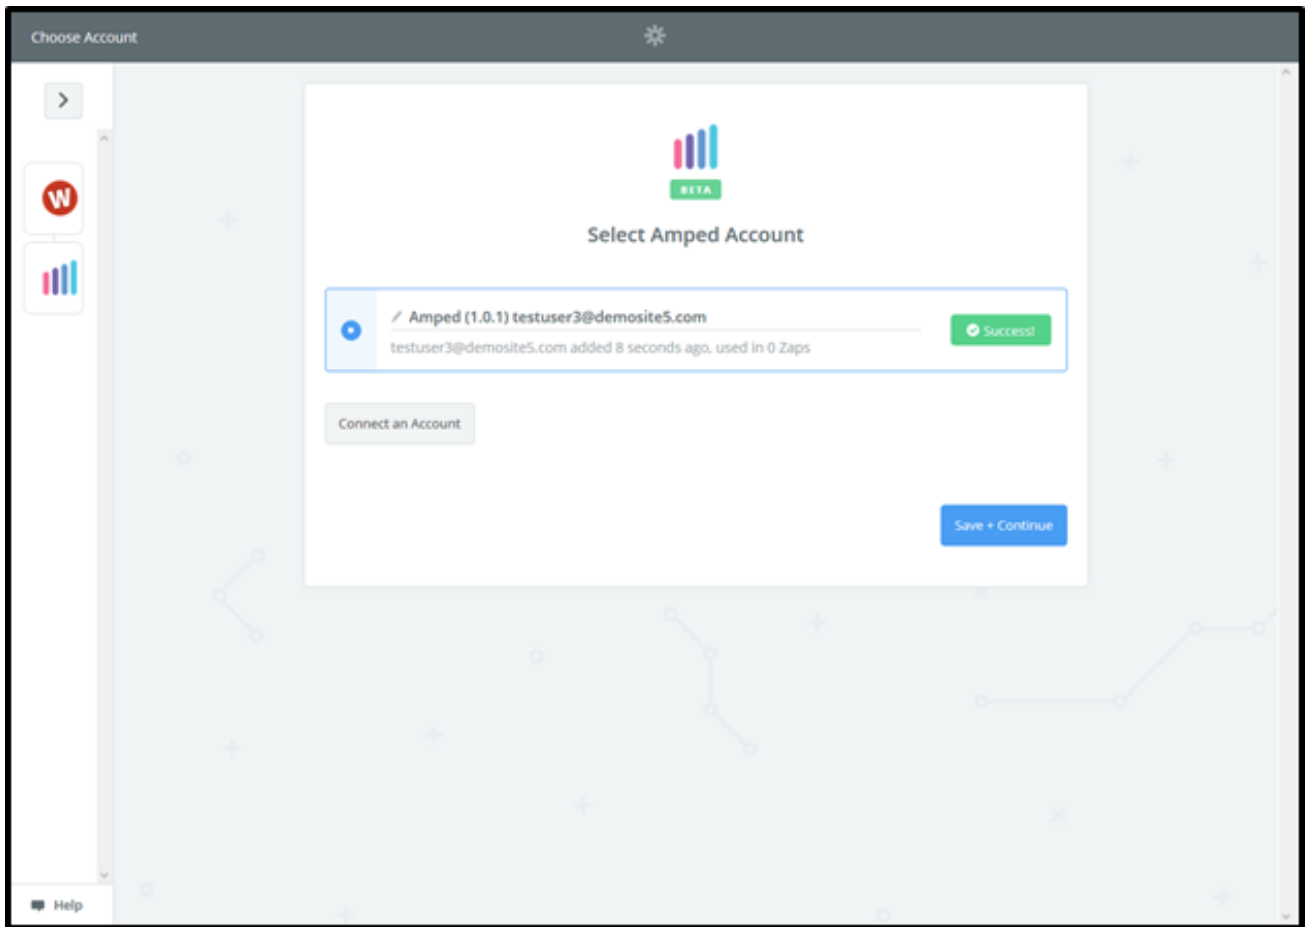 Choose Account
W
BETA
Select Amped Account
Amped (1.0.1) testuser3@demosite5.com
testuser3@demosite5.com added 8 seconds ago, used in 0 Zaps
Success!
Connect an Account
Save + Continue
Help